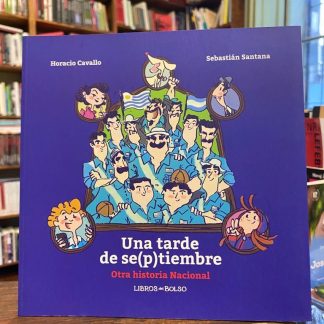 Horacio Cavallo
Sebastián Santana
Una tarde
de se(p)tiembre
Otra historia Nacional
LIBROS DEL BOLSO